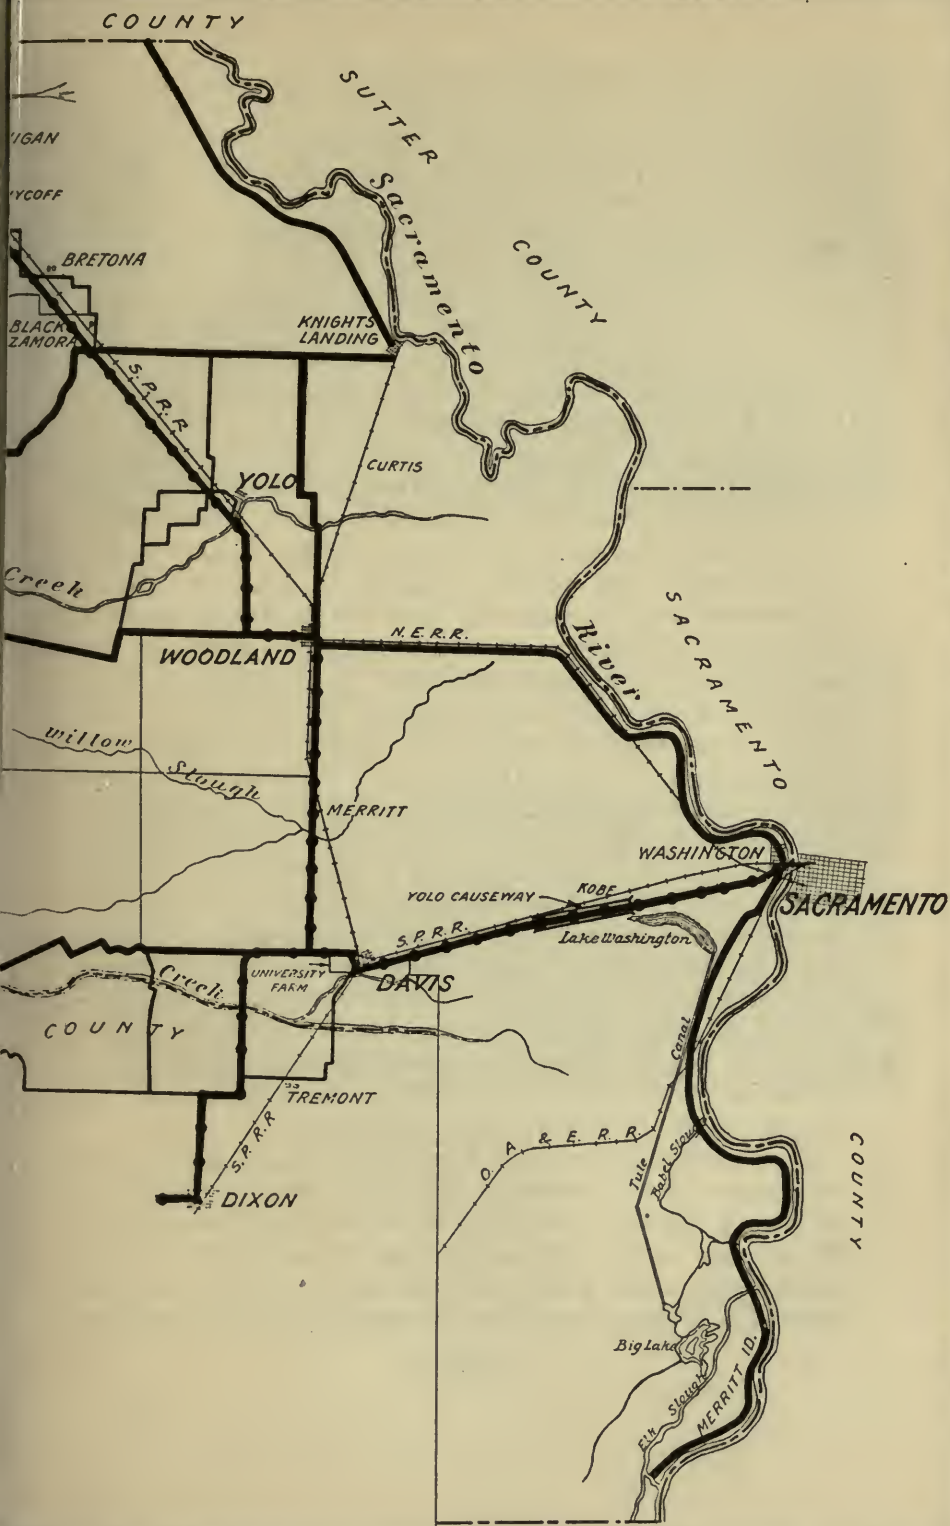 COUNTY
SUTTER
IGAN
YCOFF
Sacramento
COUNTY
BRETONA
BLACKS
ZAMORA
KNIGHTS
LANDING
S. P. R. R
CURTIS
YOLO
Creek
SACRAMENTO
N. E. R. R.
River
WOODLAND
Willow
Slough
MERRITT
WASHINGTON
YOLO CAUSEWAY
KOBE
SACRAMENTO
S. P. R. R.
Lake Washington
UNIVERSITY
FARM
DAVIS
Creek
COUNTY
Canal
TREMONT
S. P. R. R
O. A & E. R. R.
Babel Slough
Tule
COUNTY
DIXON
Big Lake
MERRITT ID.
Elk Slough